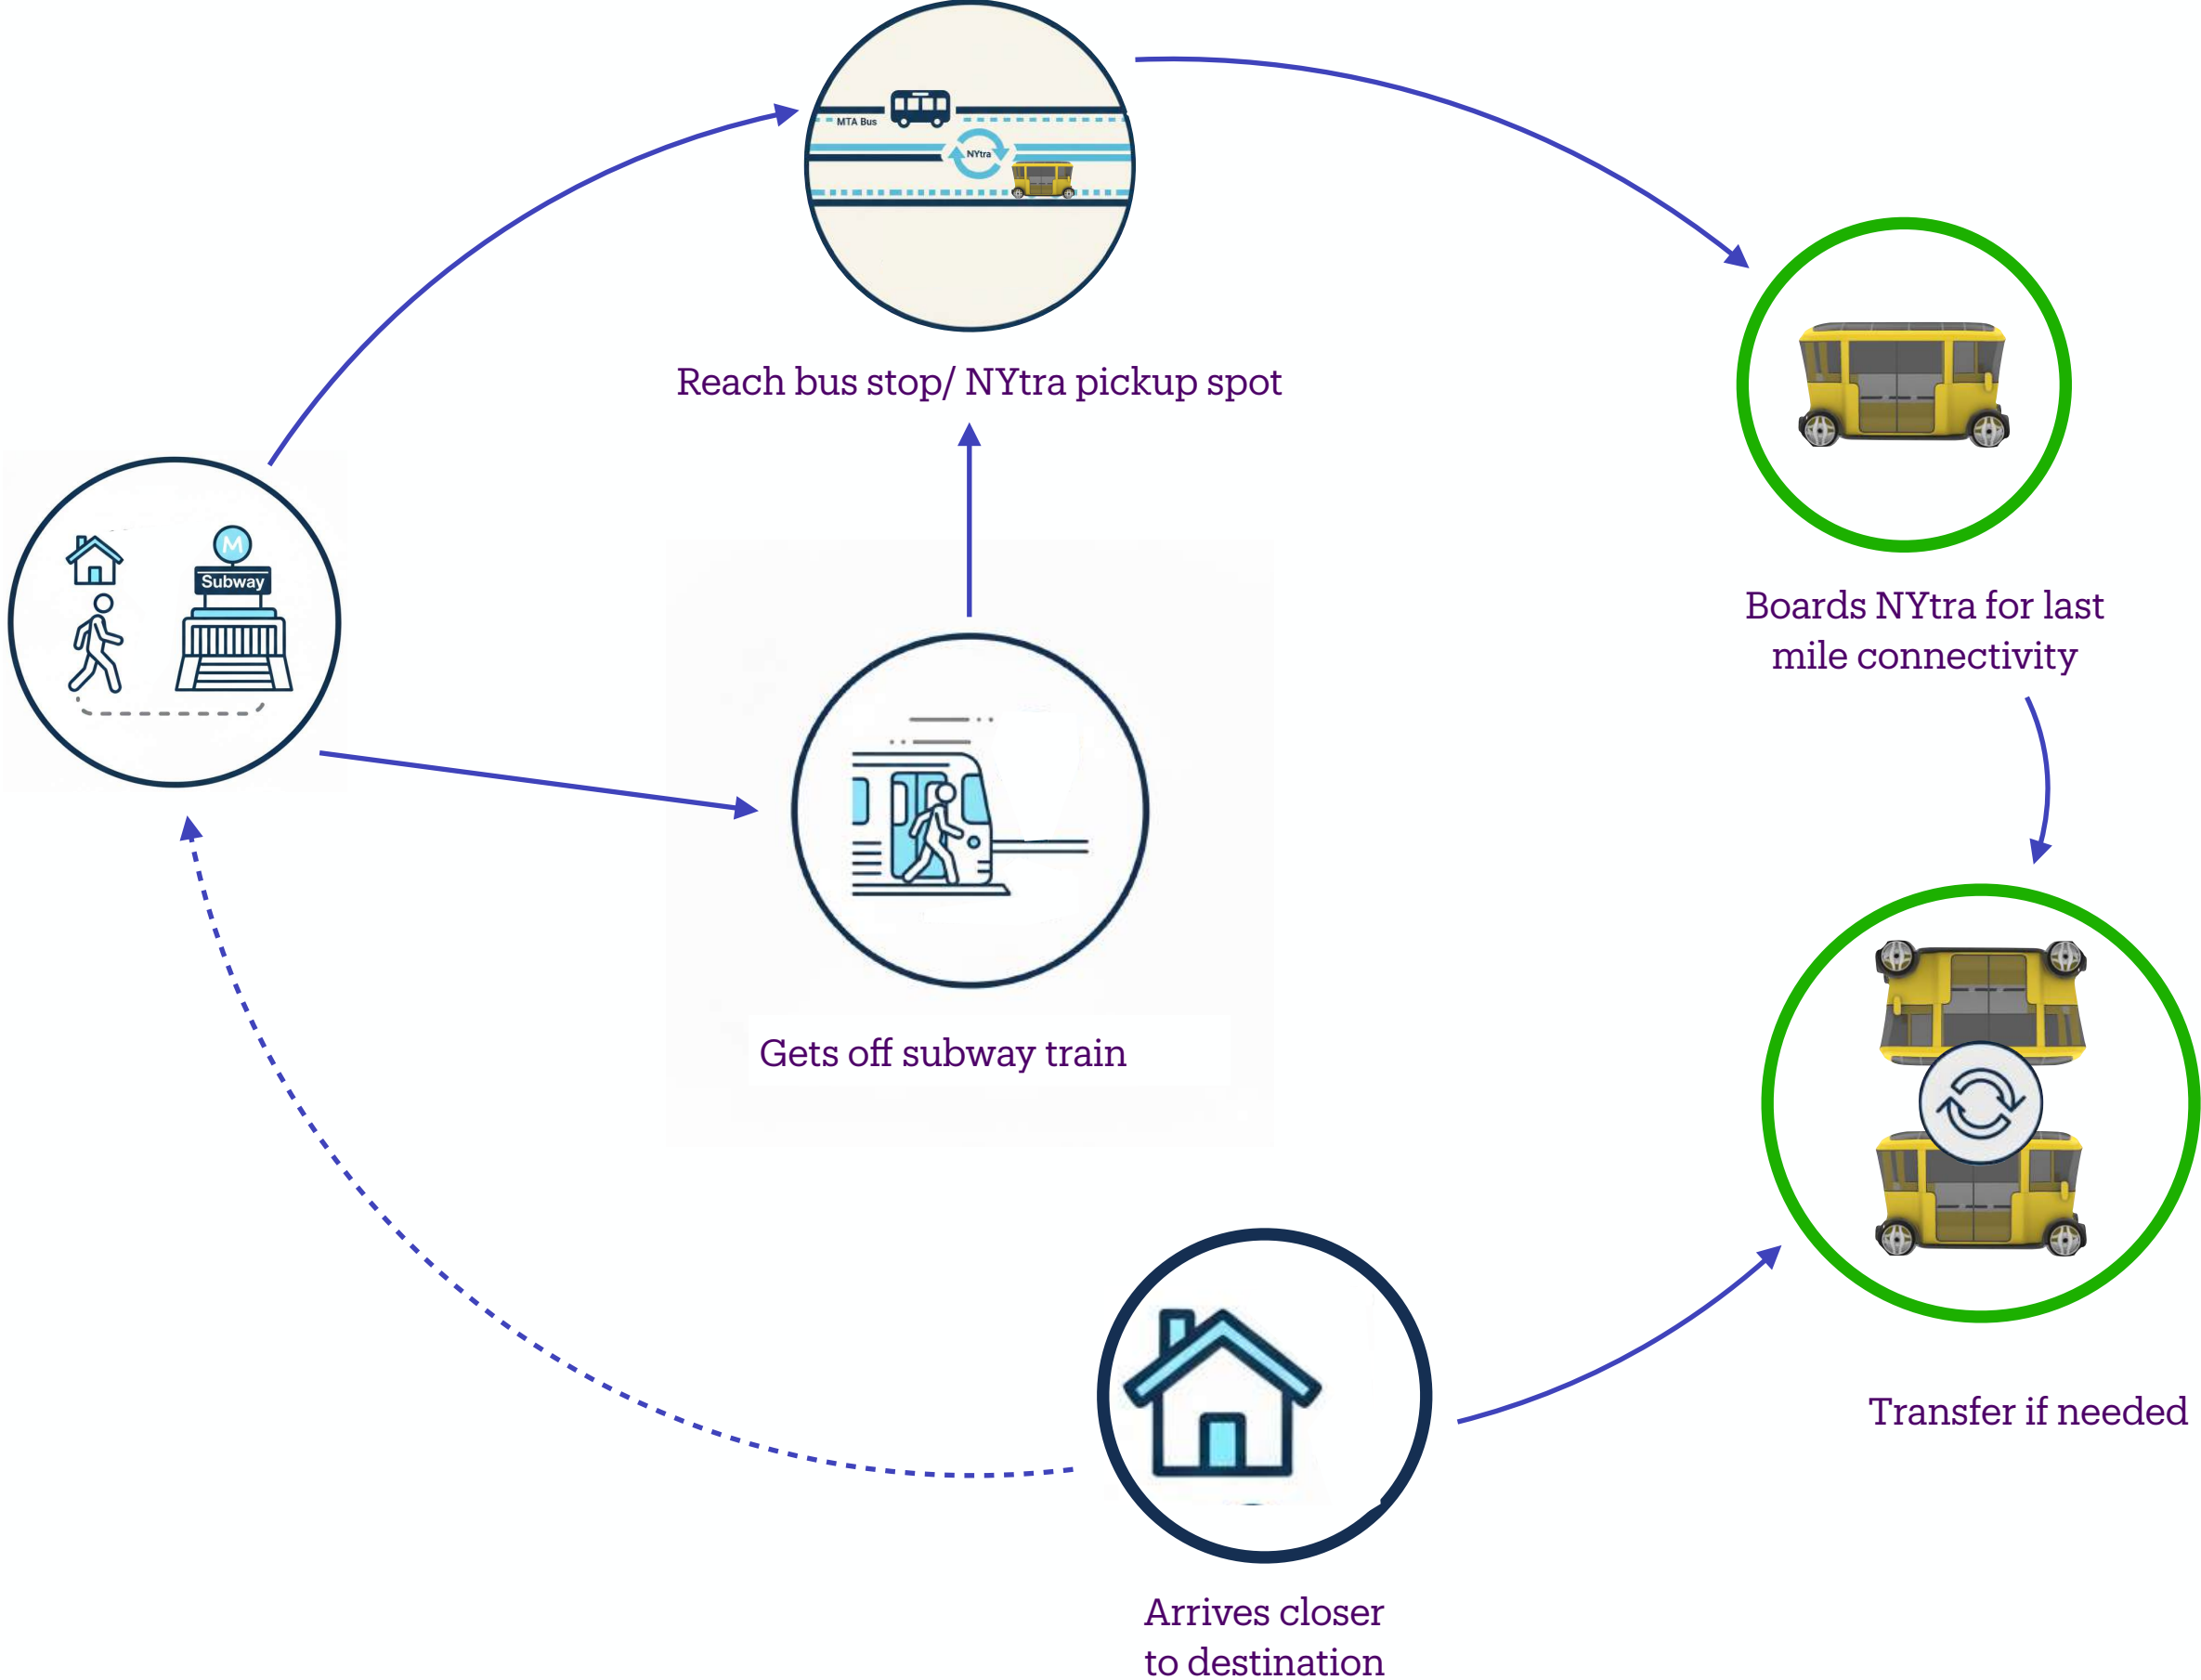 MTA Bus
NYtra
Reach bus stop/ NYtra pickup spot
M
Subway
Boards NYtra for last
mile connectivity
Gets off subway train
Transfer if needed
Arrives closer
to destination